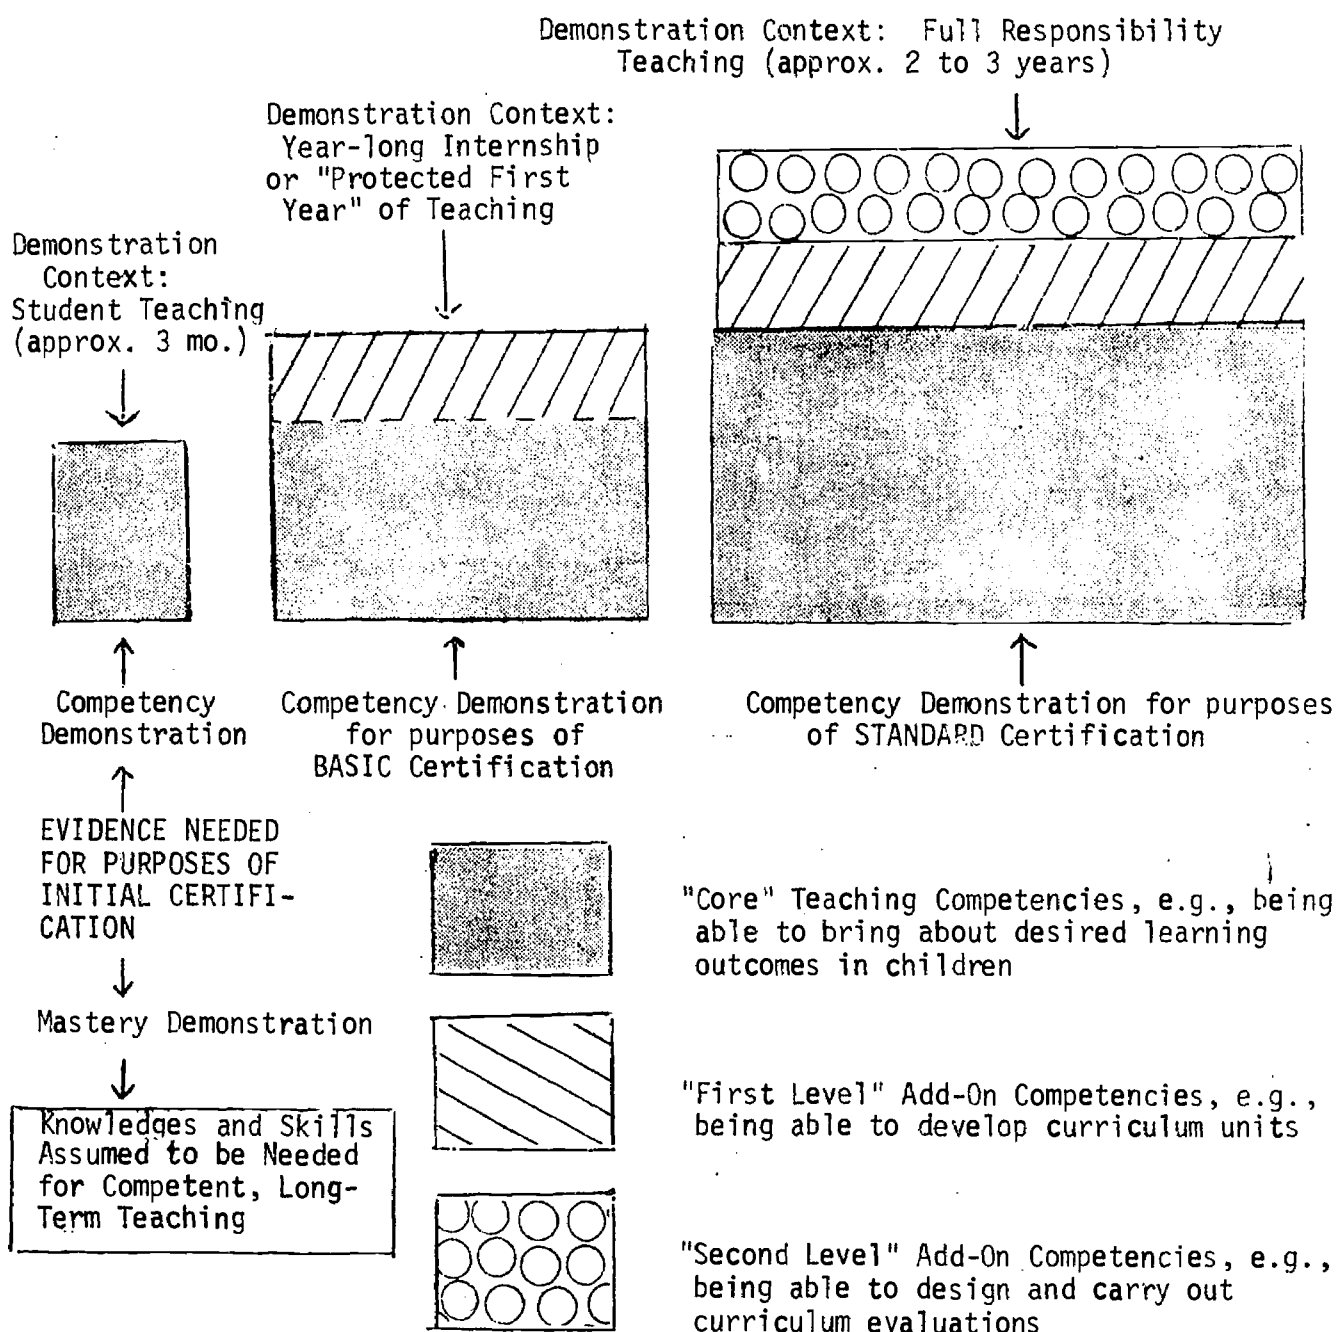 Demonstration Context: Full Responsibility
Teaching (approx. 2 to 3 years)
Demonstration Context:
Year-long Internship
or "Protected First
Year" of Teaching
Demonstration
Context:
Student Teaching
(approx. 3 mo.)
Competency
Demonstration
Competency Demonstration
for purposes of
BASIC Certification
Competency Demonstration for purposes
of STANDARD Certification
EVIDENCE NEEDED
FOR PURPOSES OF
INITIAL CERTIFI-
CATION
Mastery Demonstration
Knowledges and Skills
Assumed to be Needed
for Competent, Long-
Term Teaching
"Core" Teaching Competencies, e.g., being
able to bring about desired learning
outcomes in children
"First Level" Add-On Competencies, e.g.,
being able to develop curriculum units
"Second Level" Add-On Competencies, e.g.,
being able to design and carry out
curriculum evaluations